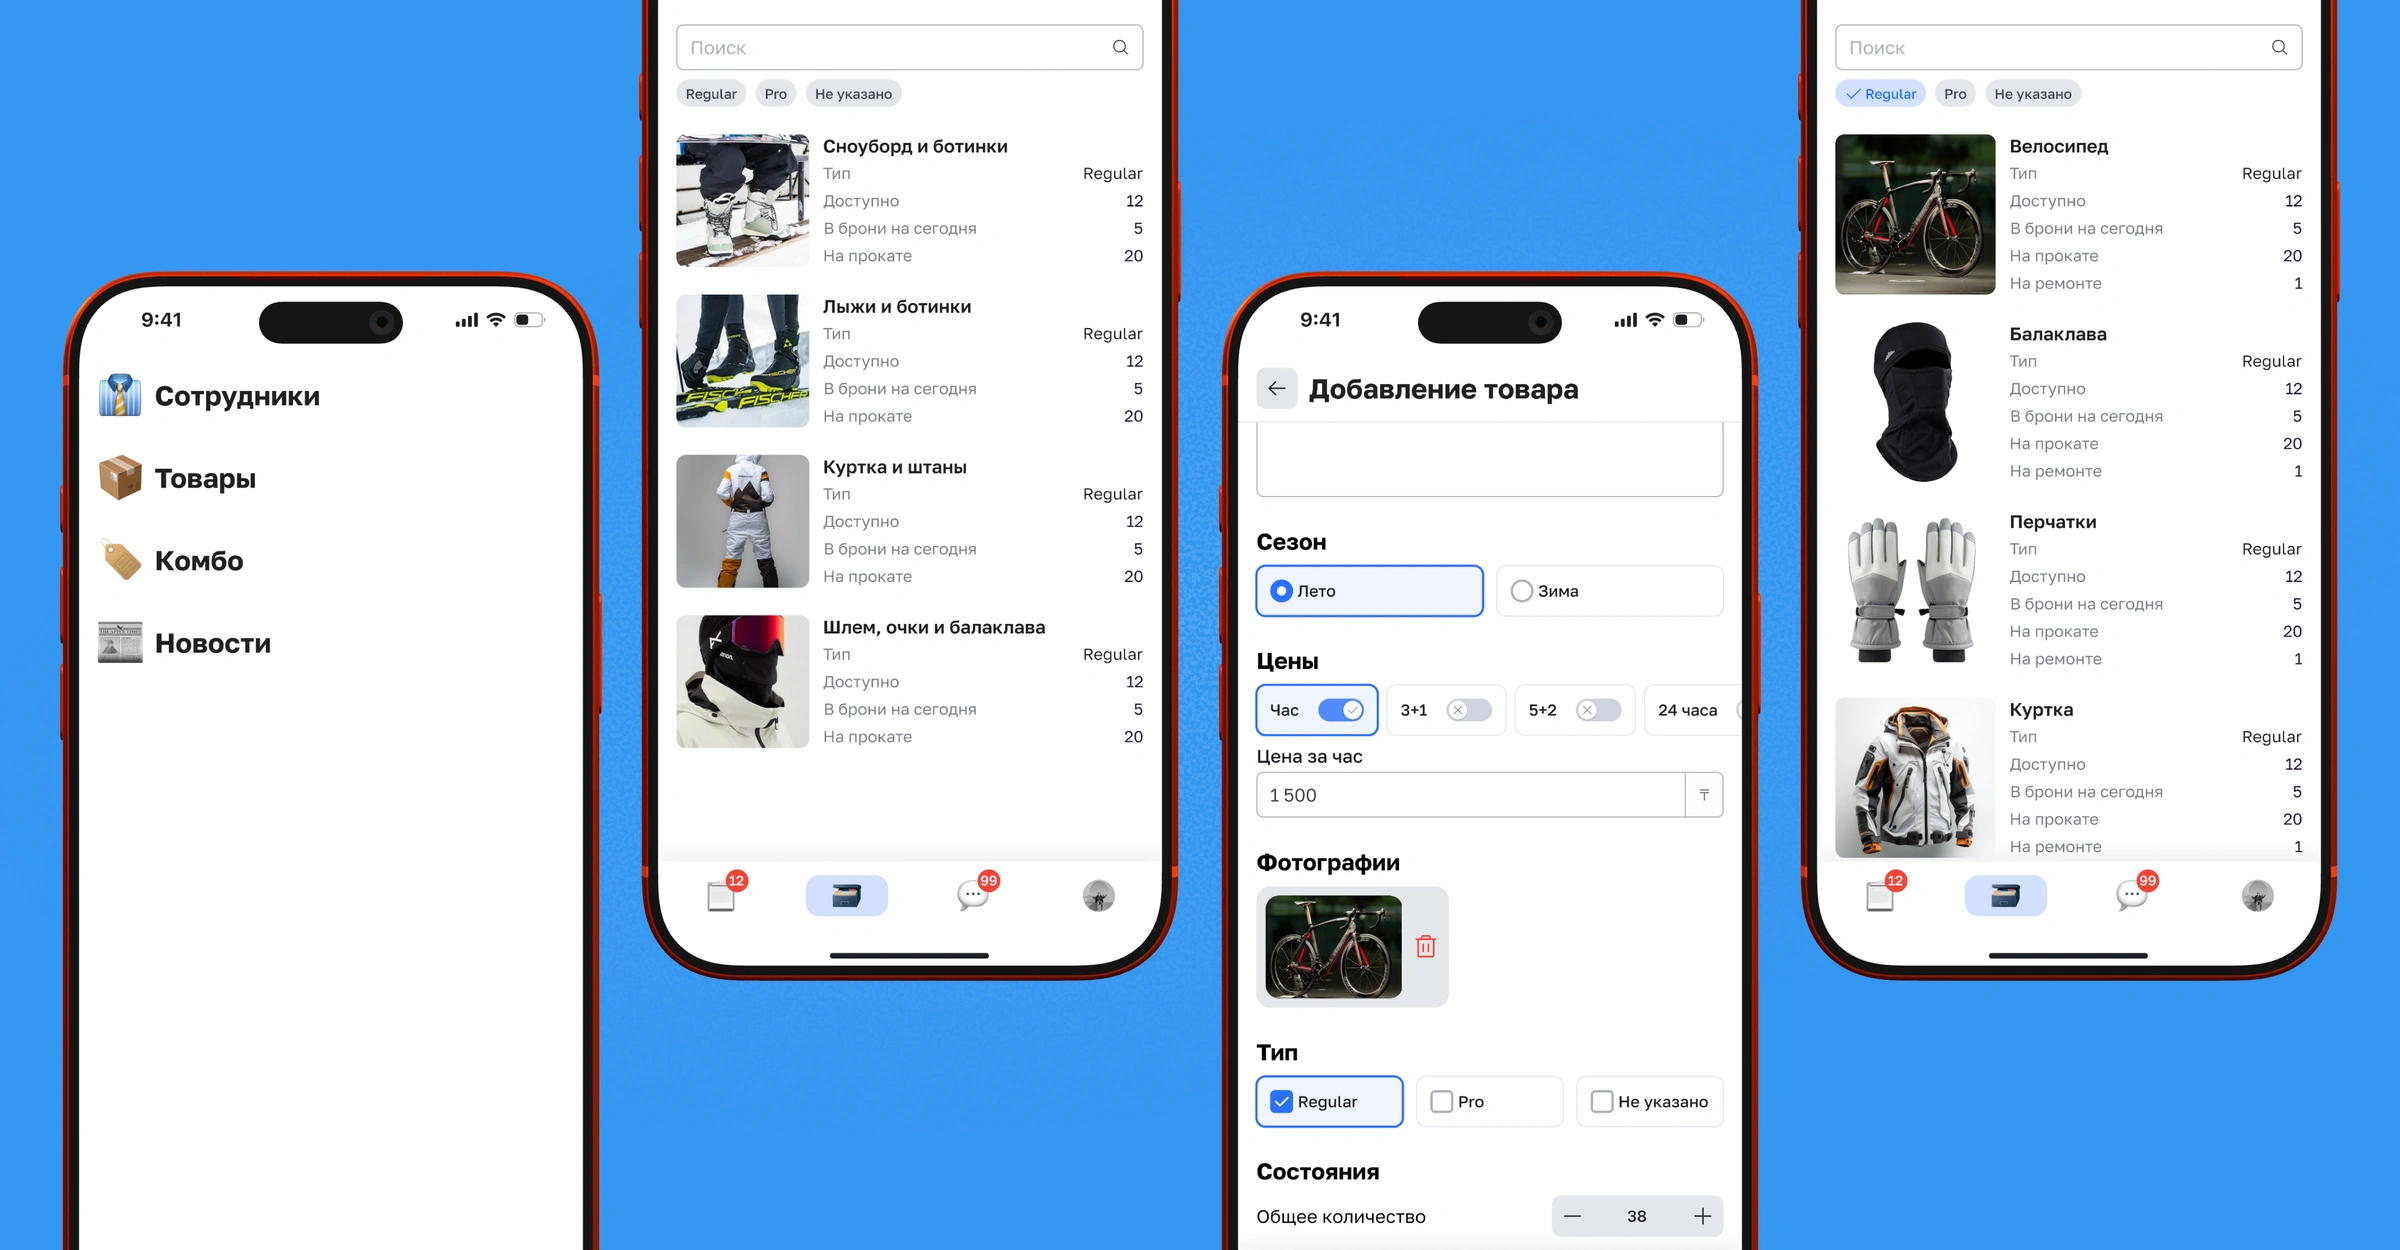 9:41
Сотрудники
Товары
Комбо
Новости
Поиск
Regular Pro Не указано
Сноуборд и ботинки
Тип Regular
Доступно 12
В брони на сегодня 5
На прокате 20
Лыжи и ботинки
Тип Regular
Доступно 12
В брони на сегодня 5
На прокате 20
FISCHER
Куртка и штаны
Тип Regular
Доступно 12
В брони на сегодня 5
На прокате 20
Шлем, очки и балаклава
Тип Regular
Доступно 12
В брони на сегодня 5
На прокате 20
anon.
12 99
9:41
Добавление товара
Сезон
Лето Зима
Цены
Час 3+1 5+2 24 часа
Цена за час
1 500 ₸
Фотографии
Тип
Regular Pro Не указано
Состояния
Общее количество 38
Поиск
Regular Pro Не указано
Велосипед
Тип Regular
Доступно 12
В брони на сегодня 5
На прокате 20
На ремонте 1
Балаклава
Тип Regular
Доступно 12
В брони на сегодня 5
На прокате 20
На ремонте 1
Перчатки
Тип Regular
Доступно 12
В брони на сегодня 5
На прокате 20
На ремонте 1
Куртка
Тип Regular
Доступно 12
В брони на сегодня 5
На прокате 20
На ремонте 1
12 99